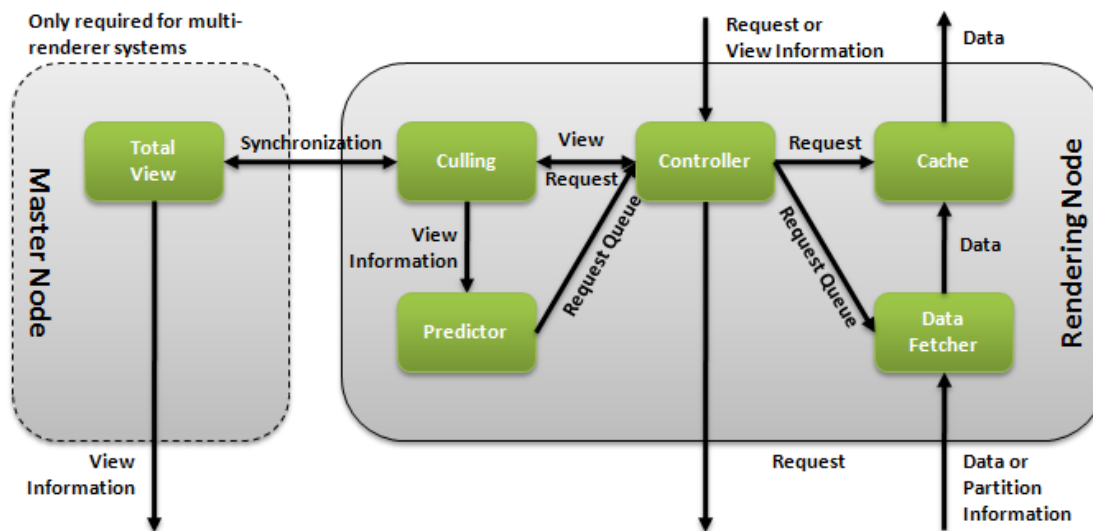 Only required for multi-
renderer systems
Request or
View Information
Data
Total
View
Synchronization
Culling
View
Request
Controller
Request
Cache
Master Node
View
Information
Request Queue
Request Queue
Data
Rendering Node
Predictor
Data
Fetcher
View
Information
Request
Data or
Partition
Information